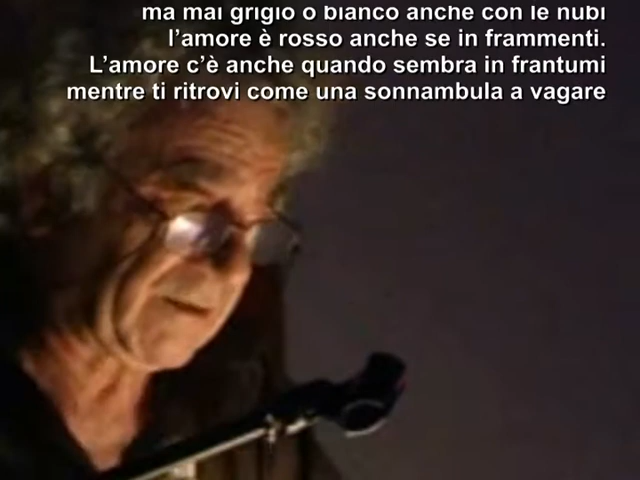 ma mai grigio o bianco anche con le nubi
l’amore è rosso anche se in frammenti.
L’amore c’è anche quando sembra in frantumi
mentre ti ritrovi come una sonnambula a vagare